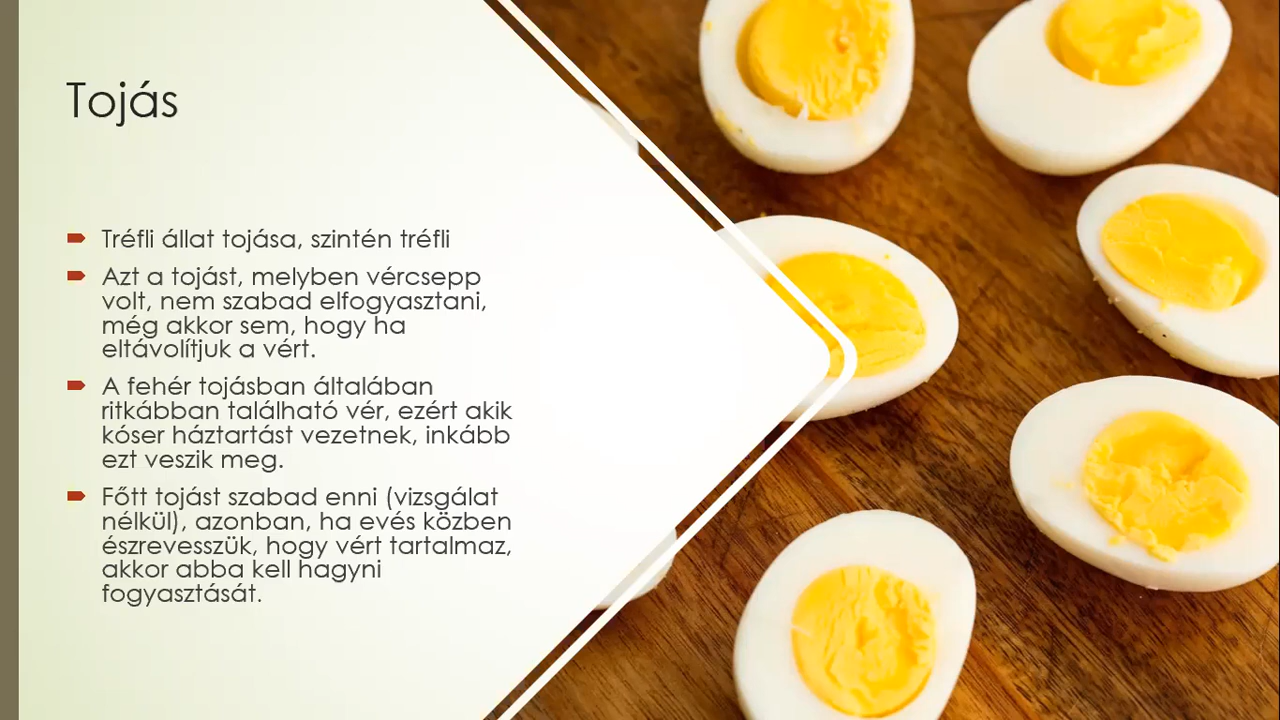 Tojás
Tréfli állat tojása, szintén tréfli
Azt a tojást, melyben vércsepp
volt, nem szabad elfogyasztani,
még akkor sem, hogy ha
eltávolítjuk a vért.
A fehér tojásban általában
ritkábban található vér, ezért akik
kóser háztartást vezetnek, inkább
ezt veszik meg.
Főtt tojást szabad enni (vizsgálat
nélkül), azonban, ha evés közben
észrevesszük, hogy vért tartalmaz,
akkor abba kell hagyni
fogyasztását.